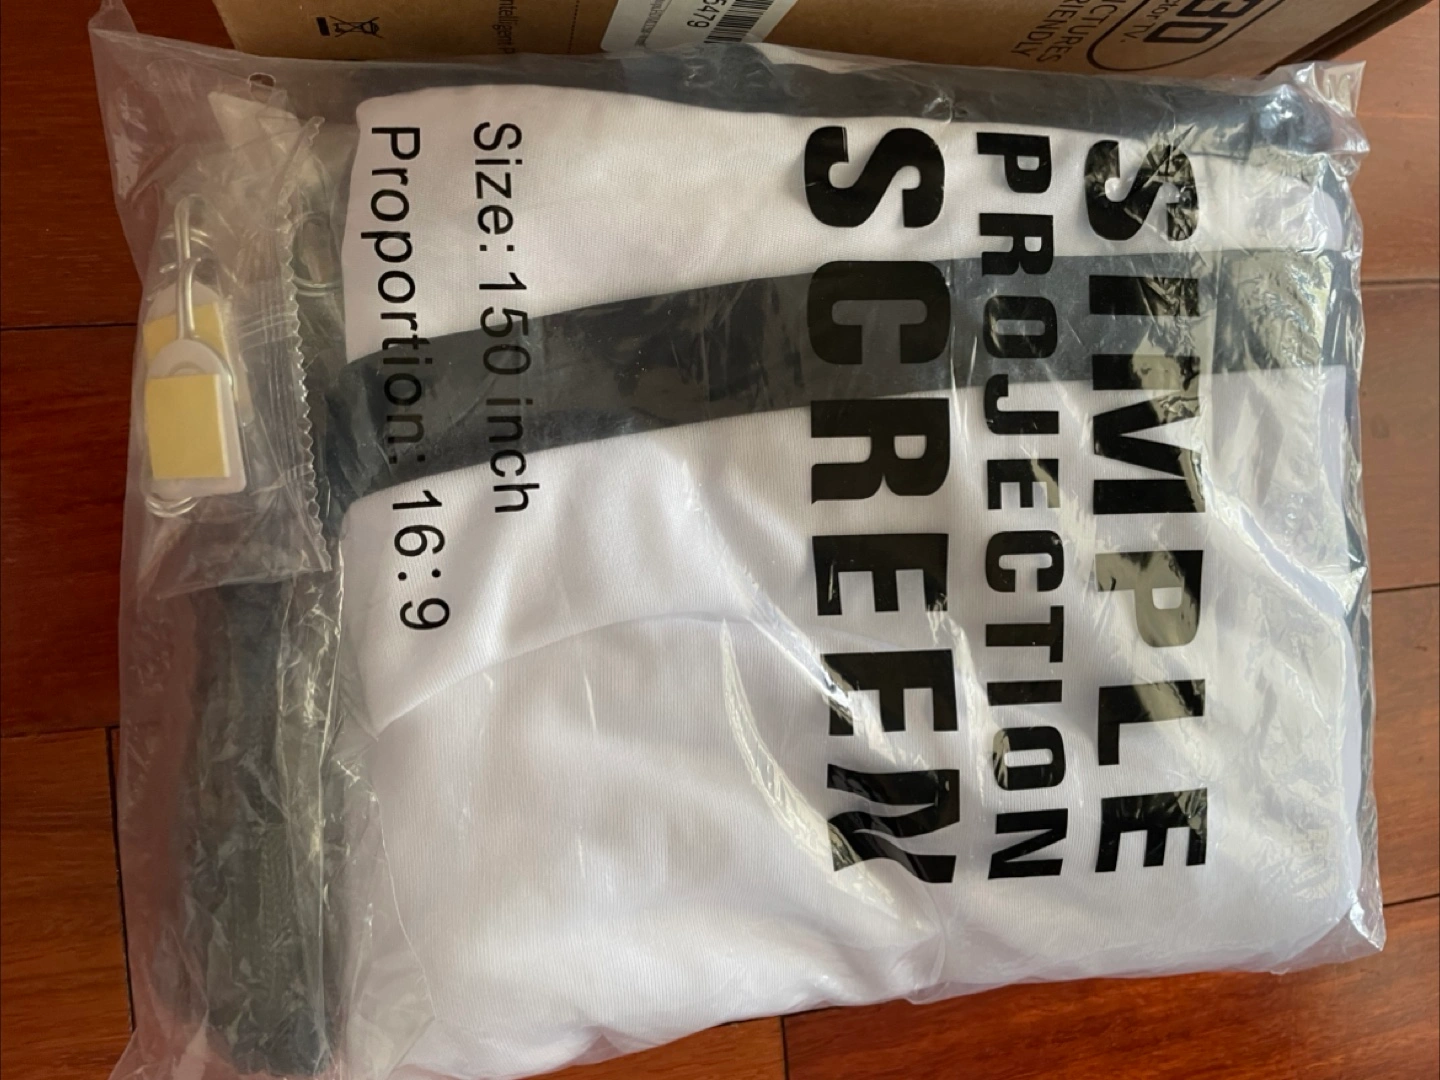 SIMPLE
PROJECTION
SCREEN
Size: 150 inch
Proportion: 16:9